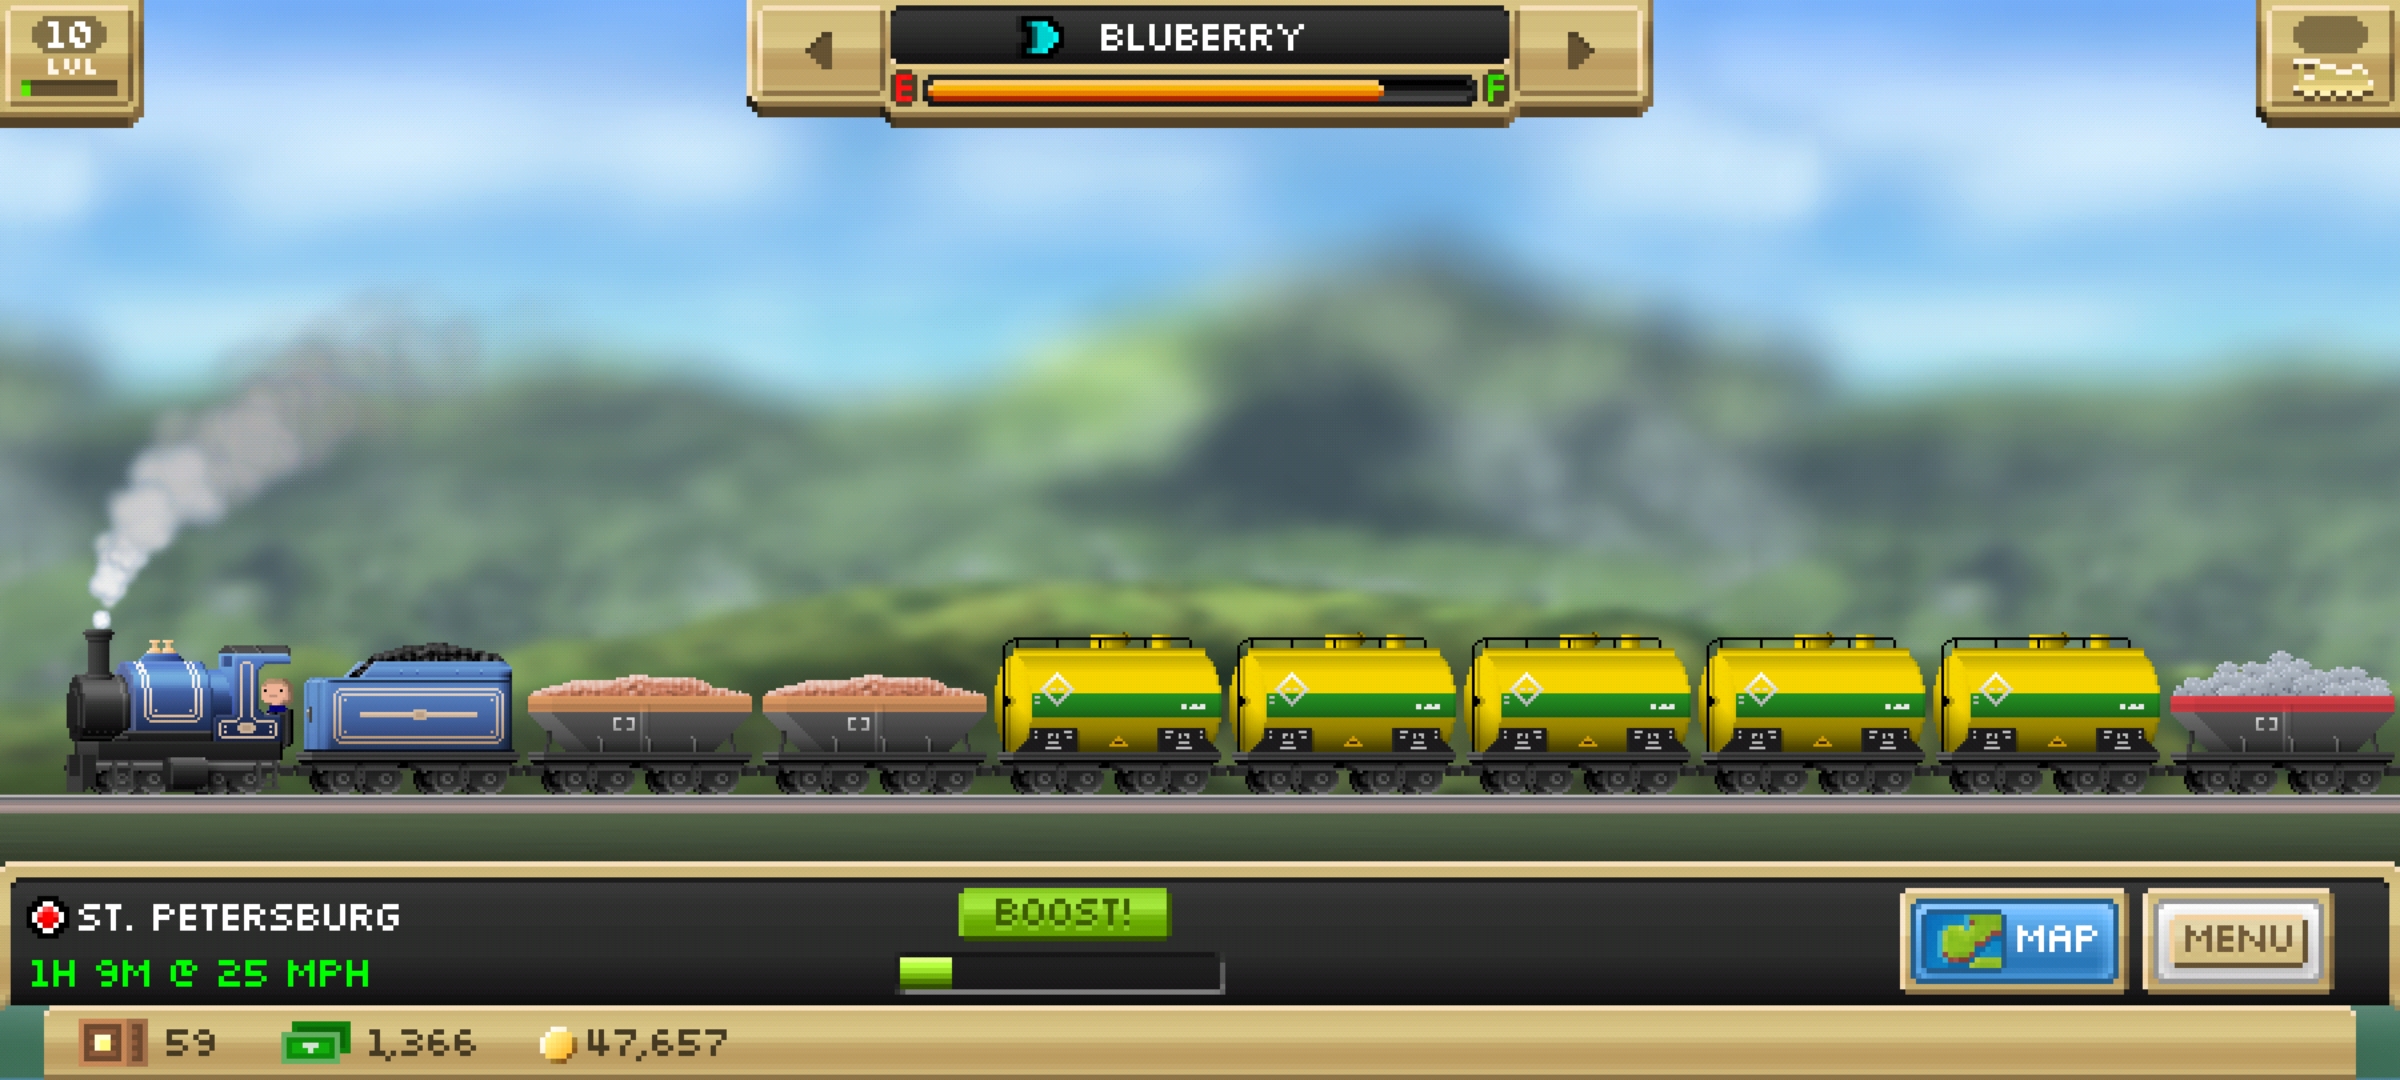 10
LVL
BLUBERRY
E F
ST. PETERSBURG
1H 9M @ 25 MPH
BOOST!
MAP
MENU
59 1,366 47,657